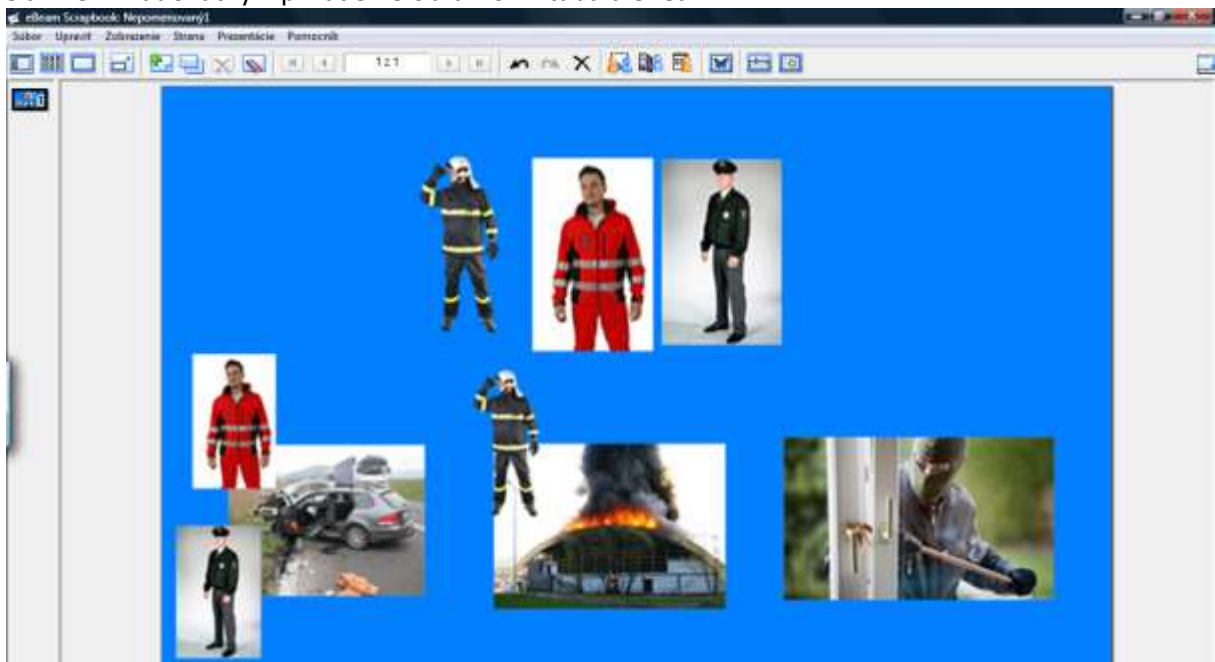 eBeam Scrapbook: Nepomenovaný1
Súbor Upraviť Zobrazenie Strana Prezentácie Pomocník
1 z 1